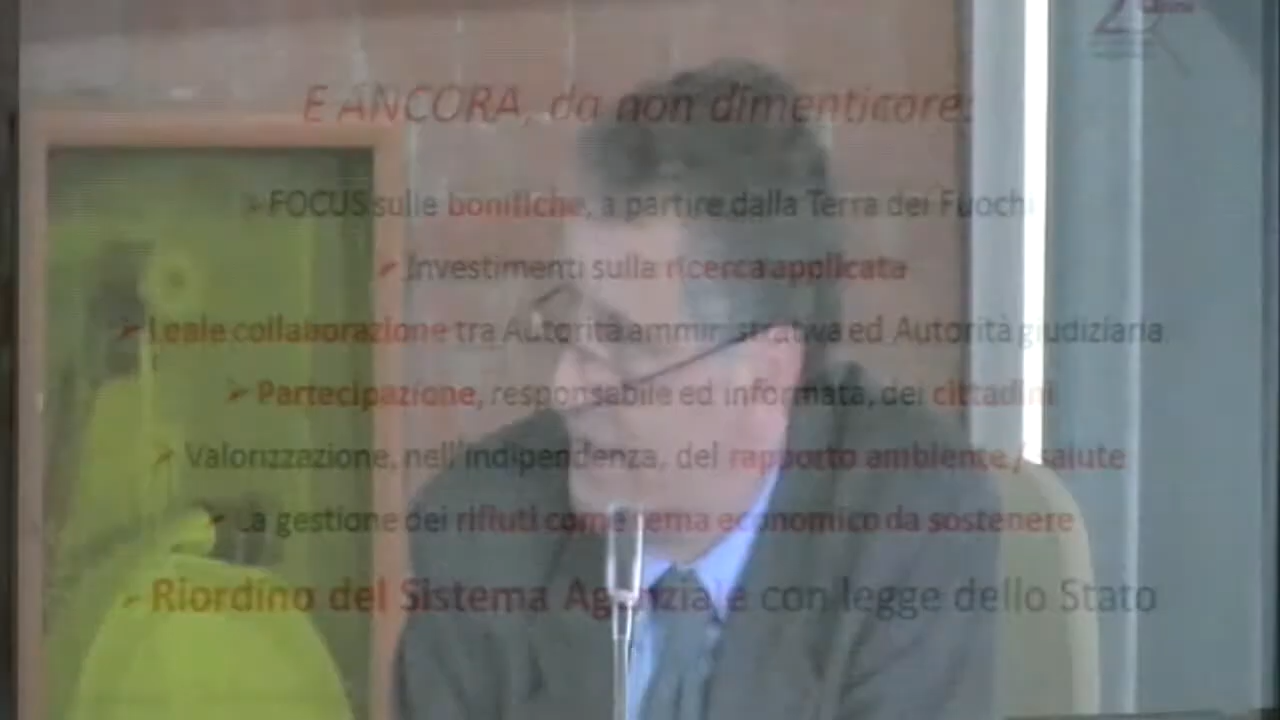 E ANCORA, da non dimenticare:
FOCUS sulle bonifiche, a partire dalla Terra dei Fuochi
Investimenti sulla ricerca applicata
Leale collaborazione tra Autorità amministrativa ed Autorità giudiziaria
Partecipazione, responsabile ed informata, dei cittadini
Valorizzazione, nell'indipendenza, del rapporto ambiente / salute
La gestione dei rifiuti come tema economico da sostenere
Riordino del Sistema Agenziale con legge dello Stato